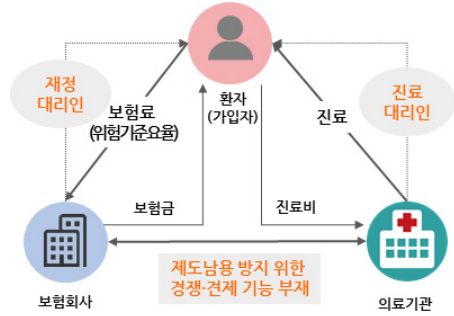 환자
(가입자)
재정
대리인
진료
대리인
보험료
(위험기준요율)
진료
보험금
진료비
제도남용 방지 위한
경쟁·견제 기능 부재
보험회사
의료기관